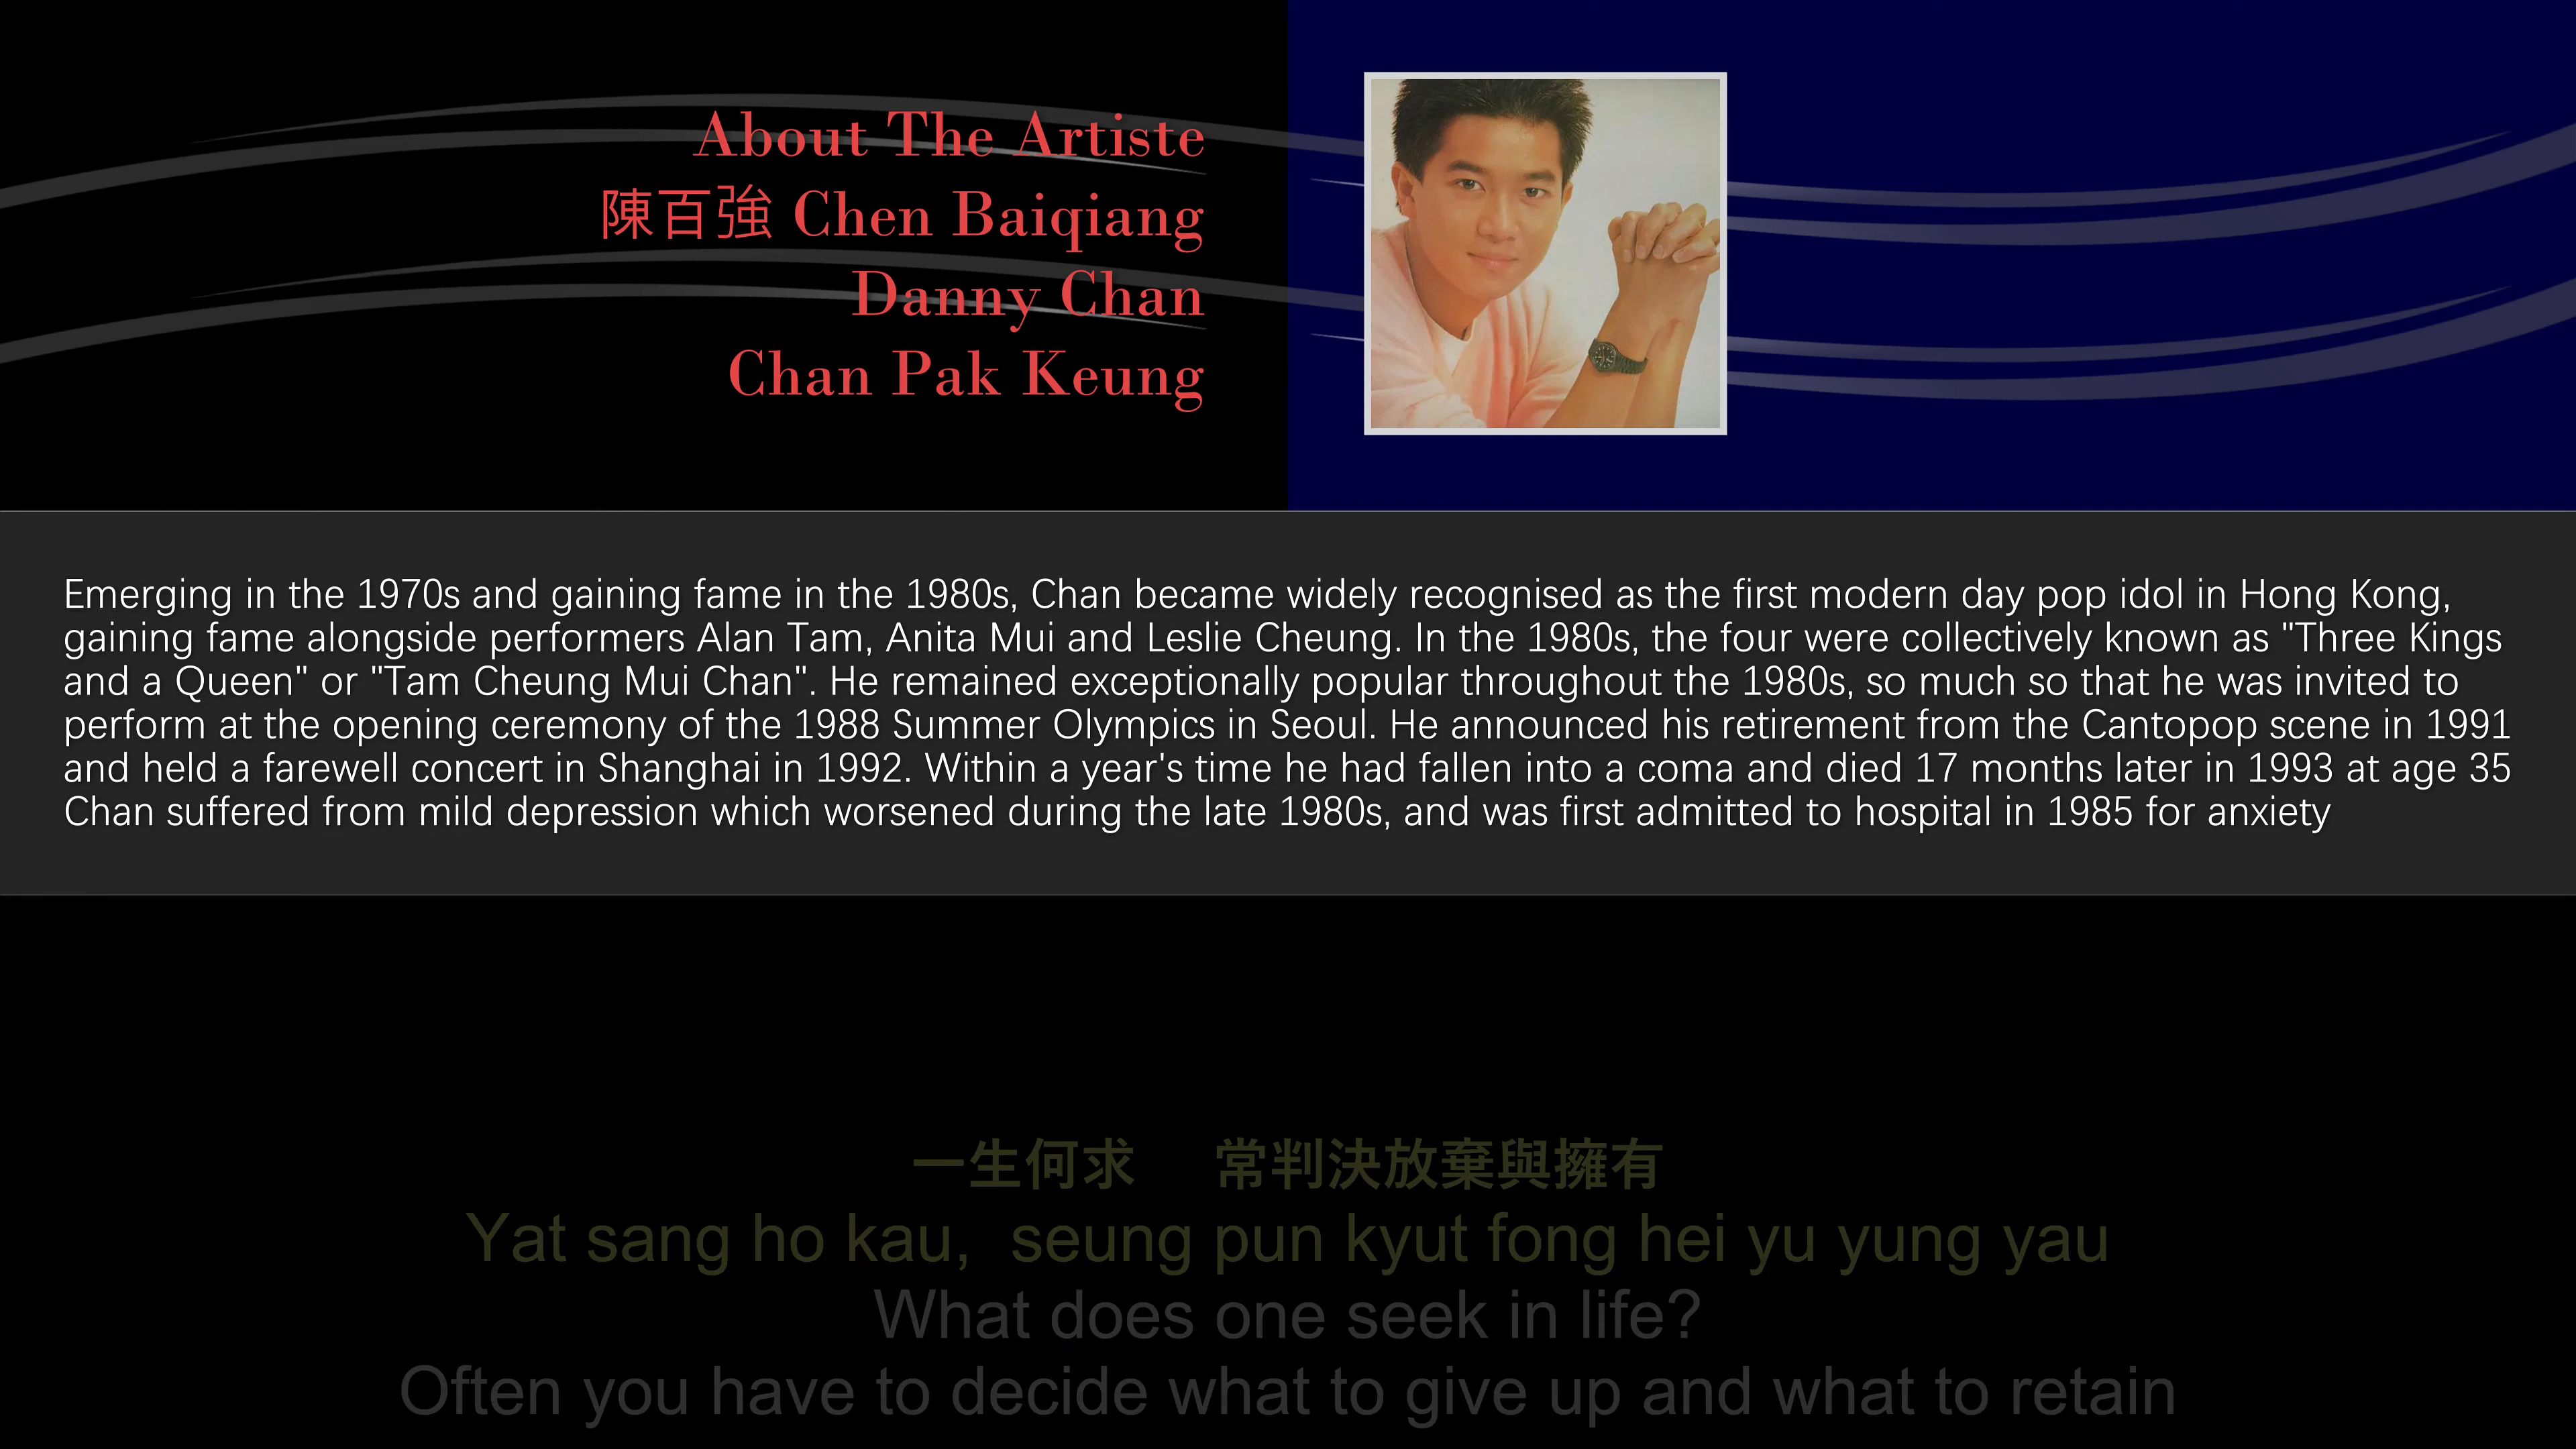 About The Artiste
陳百強 Chen Baiqiang
Danny Chan
Chan Pak Keung
Emerging in the 1970s and gaining fame in the 1980s, Chan became widely recognised as the first modern day pop idol in Hong Kong,
gaining fame alongside performers Alan Tam, Anita Mui and Leslie Cheung. In the 1980s, the four were collectively known as "Three Kings
and a Queen" or "Tam Cheung Mui Chan". He remained exceptionally popular throughout the 1980s, so much so that he was invited to
perform at the opening ceremony of the 1988 Summer Olympics in Seoul. He announced his retirement from the Cantopop scene in 1991
and held a farewell concert in Shanghai in 1992. Within a year's time he had fallen into a coma and died 17 months later in 1993 at age 35
Chan suffered from mild depression which worsened during the late 1980s, and was first admitted to hospital in 1985 for anxiety
一生何求 常判決放棄與擁有
Yat sang ho kau, seung pun kyut fong hei yu yung yau
What does one seek in life?
Often you have to decide what to give up and what to retain